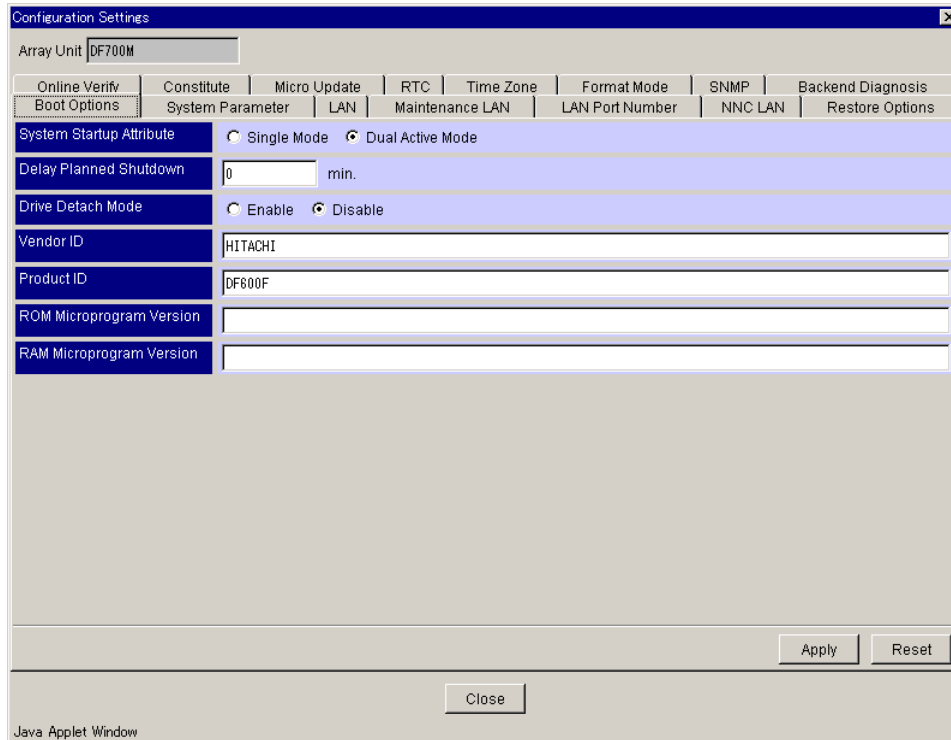 Configuration Settings
Array Unit DF700M
Online Verify Constitute Micro Update RTC Time Zone Format Mode SNMP Backend Diagnosis
Boot Options System Parameter LAN Maintenance LAN LAN Port Number NNC LAN Restore Options
System Startup Attribute Single Mode Dual Active Mode
Delay Planned Shutdown 0 min.
Drive Detach Mode Enable Disable
Vendor ID HITACHI
Product ID DF600F
ROM Microprogram Version
RAM Microprogram Version
Apply Reset
Close
Java Applet Window